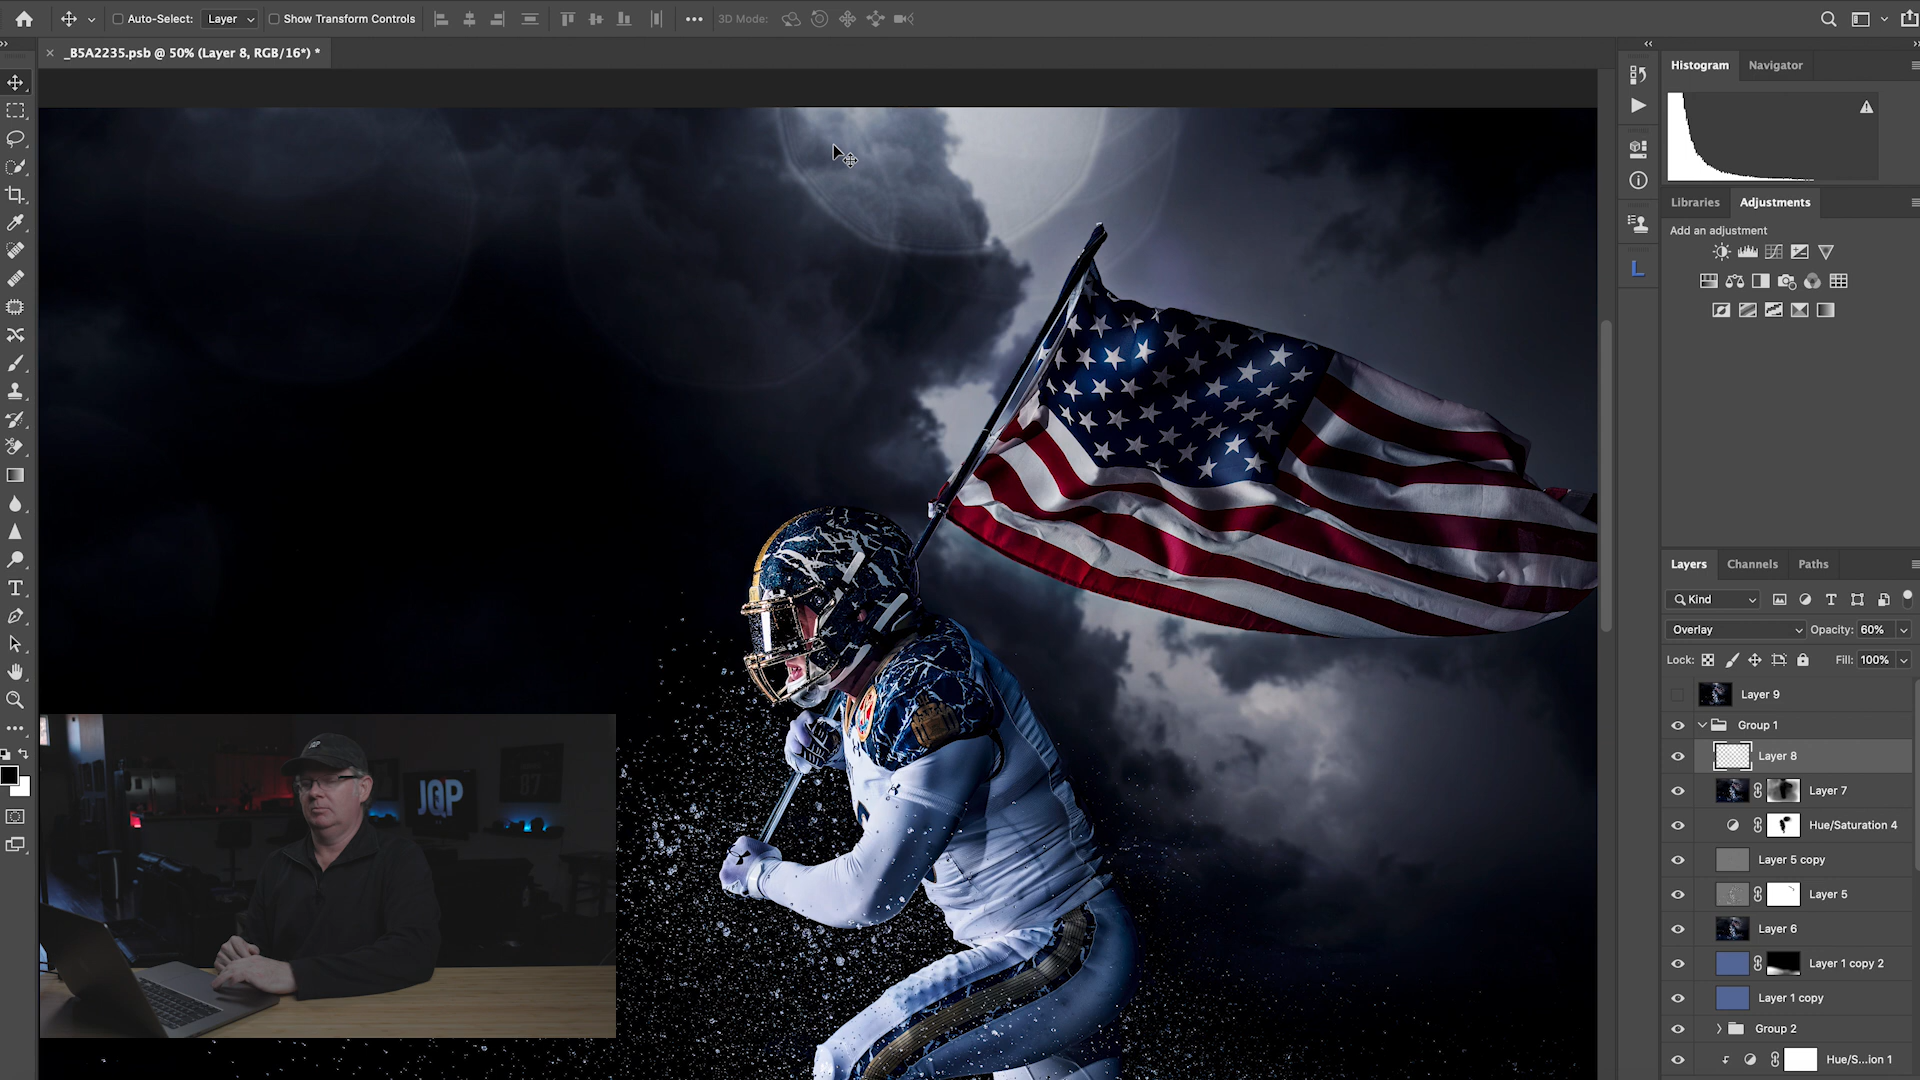 Auto-Select: Layer Show Transform Controls 3D Mode:
_B5A2235.psb @ 50% (Layer 8, RGB/16*) *
Histogram Navigator
Libraries Adjustments
Add an adjustment
Layers Channels Paths
Kind
Overlay Opacity: 60%
Lock: Fill: 100%
Layer 9
Group 1
Layer 8
Layer 7
Hue/Saturation 4
Layer 5 copy
Layer 5
Layer 6
Layer 1 copy 2
Layer 1 copy
Group 2
Hue/S...ion 1
JQP